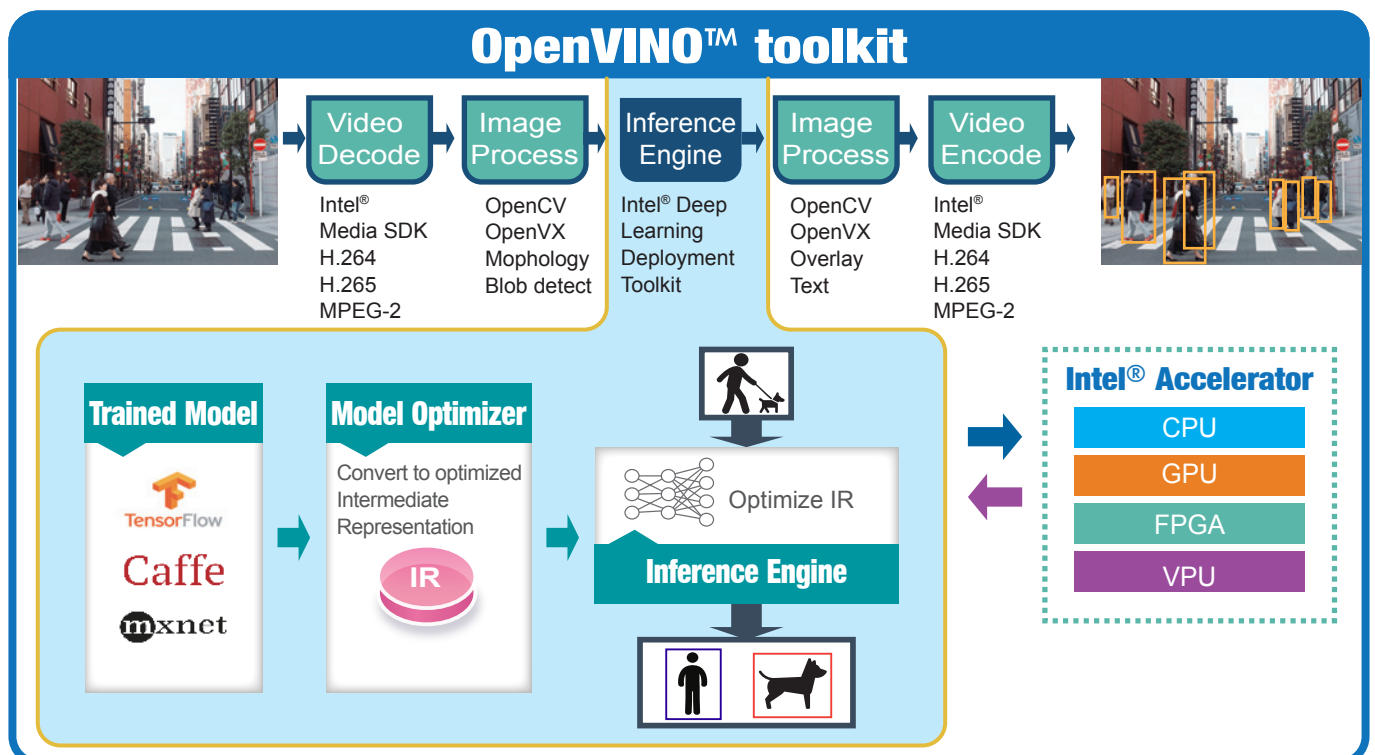 OpenVINO™ toolkit
Video
Decode
Image
Process
Inference
Engine
Image
Process
Video
Encode
Intel®
Media SDK
H.264
H.265
MPEG-2
OpenCV
OpenVX
Mophology
Blob detect
Intel® Deep
Learning
Deployment
Toolkit
OpenCV
OpenVX
Overlay
Text
Intel®
Media SDK
H.264
H.265
MPEG-2
Trained Model
TensorFlow
Caffe
mxnet
Model Optimizer
Convert to optimized
Intermediate
Representation
IR
Optimize IR
Inference Engine
Intel® Accelerator
CPU
GPU
FPGA
VPU